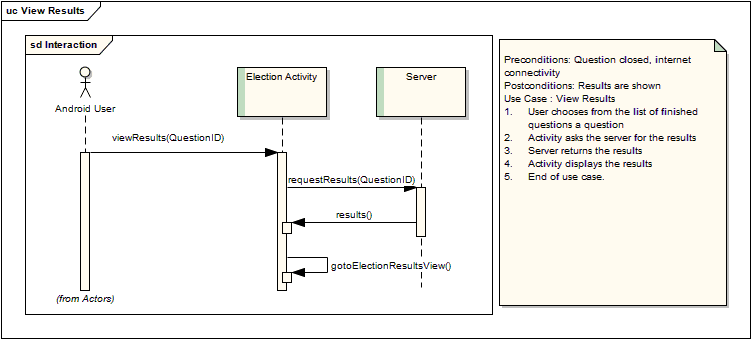 uc View Results
sd Interaction
Android User
Election Activity
Server
viewResults(QuestionID)
requestResults(QuestionID)
results()
gotoElectionResultsView()
(from Actors)
Preconditions: Question closed, internet
connectivity
Postconditions: Results are shown
Use Case : View Results
1. User chooses from the list of finished
questions a question
2. Activity asks the server for the results
3. Server returns the results
4. Activity displays the results
5. End of use case.